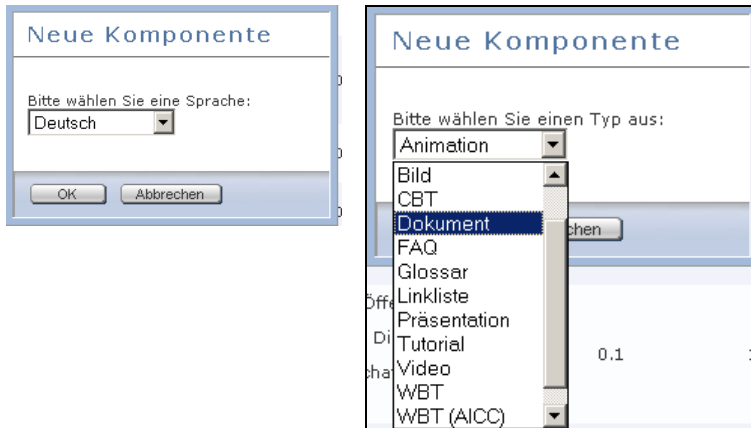 Neue Komponente
Bitte wählen Sie eine Sprache:
Deutsch
OK Abbrechen
Neue Komponente
Bitte wählen Sie einen Typ aus:
Animation
Bild
CBT
Dokument
FAQ
Glossar
Linkliste
Präsentation
Tutorial
Video
WBT
WBT (AICC)
chen
0.1